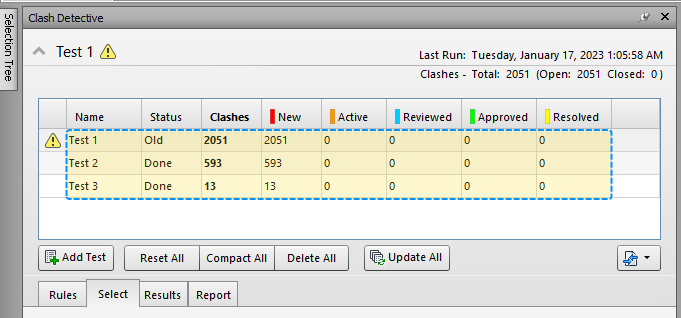 Clash Detective
Selection Tree
Test 1
Last Run: Tuesday, January 17, 2023 1:05:58 AM
Clashes - Total: 2051 (Open: 2051 Closed: 0)
Name Status Clashes New Active Reviewed Approved Resolved
Test 1 Old 2051 2051 0 0 0 0
Test 2 Done 593 593 0 0 0 0
Test 3 Done 13 13 0 0 0 0
Add Test Reset All Compact All Delete All Update All
Rules Select Results Report